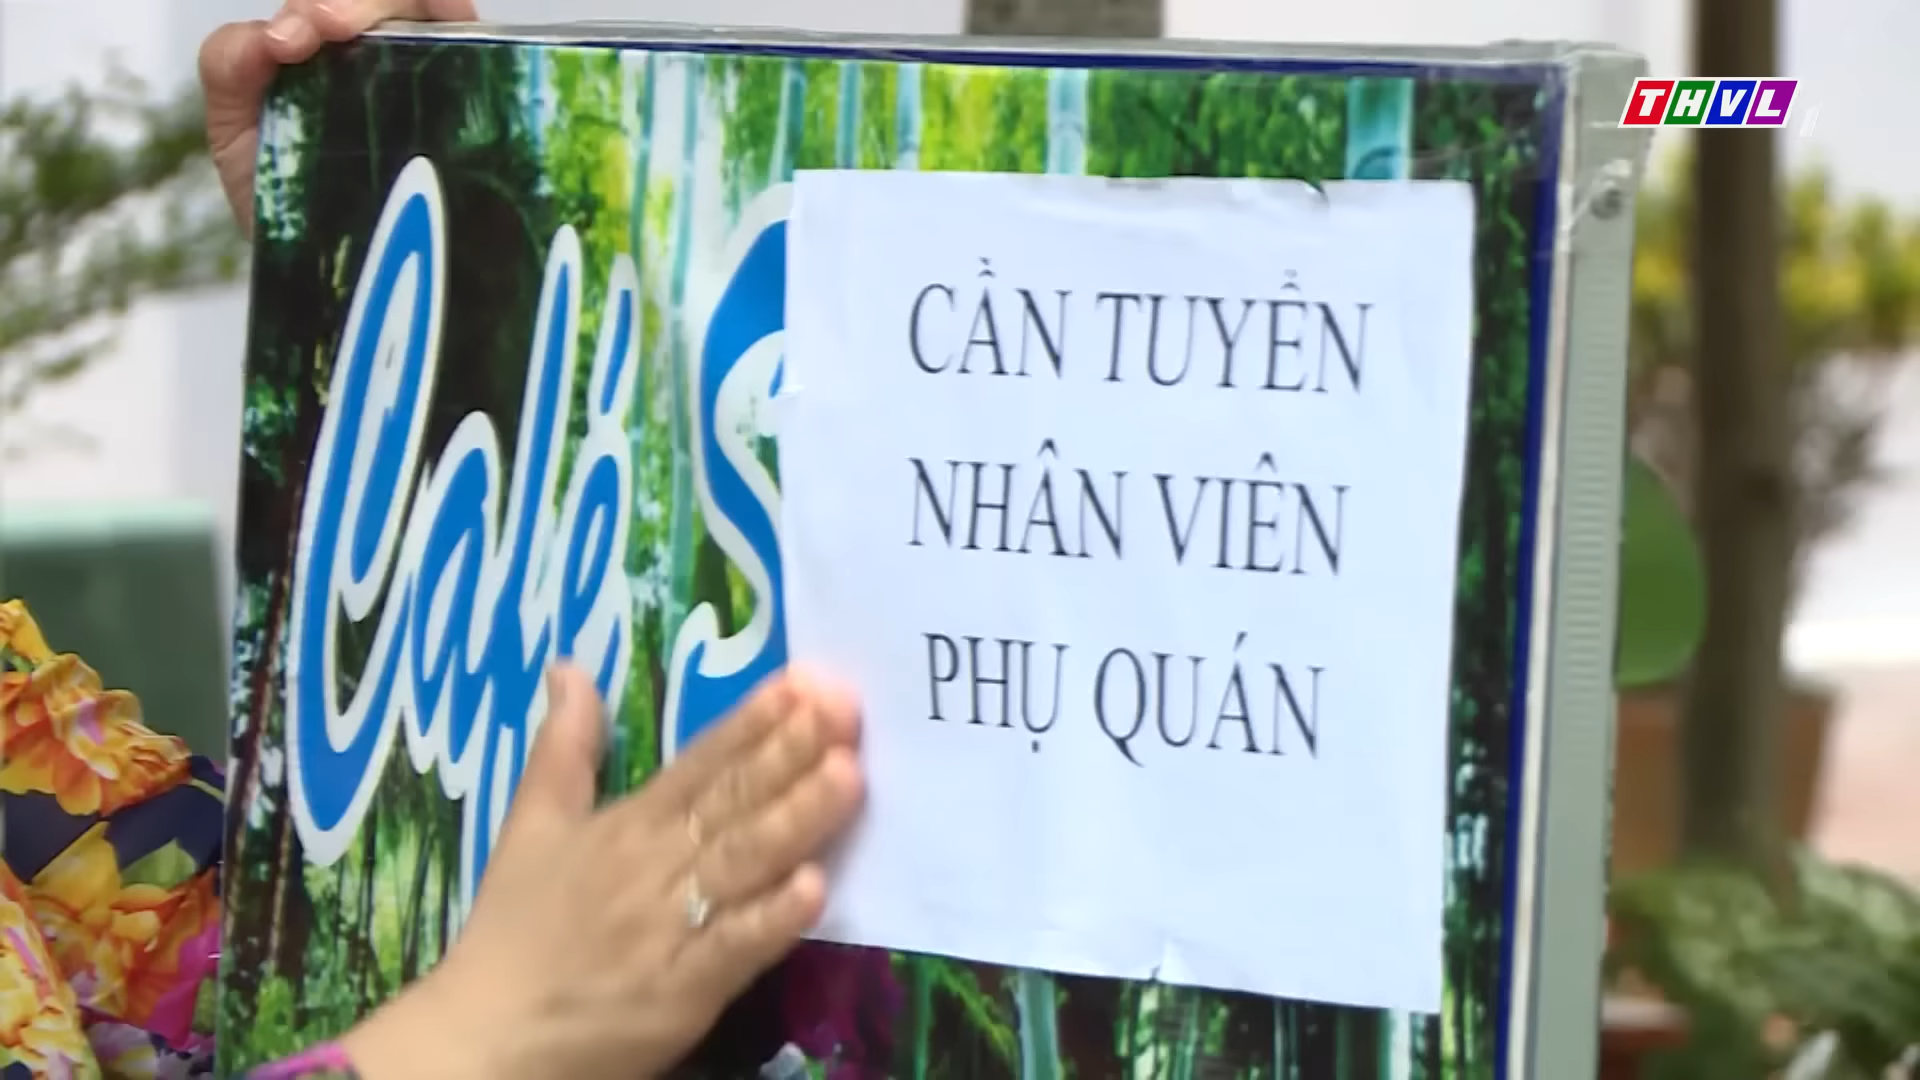 THVL
Café
CẦN TUYỂN
NHÂN VIÊN
PHỤ QUÁN